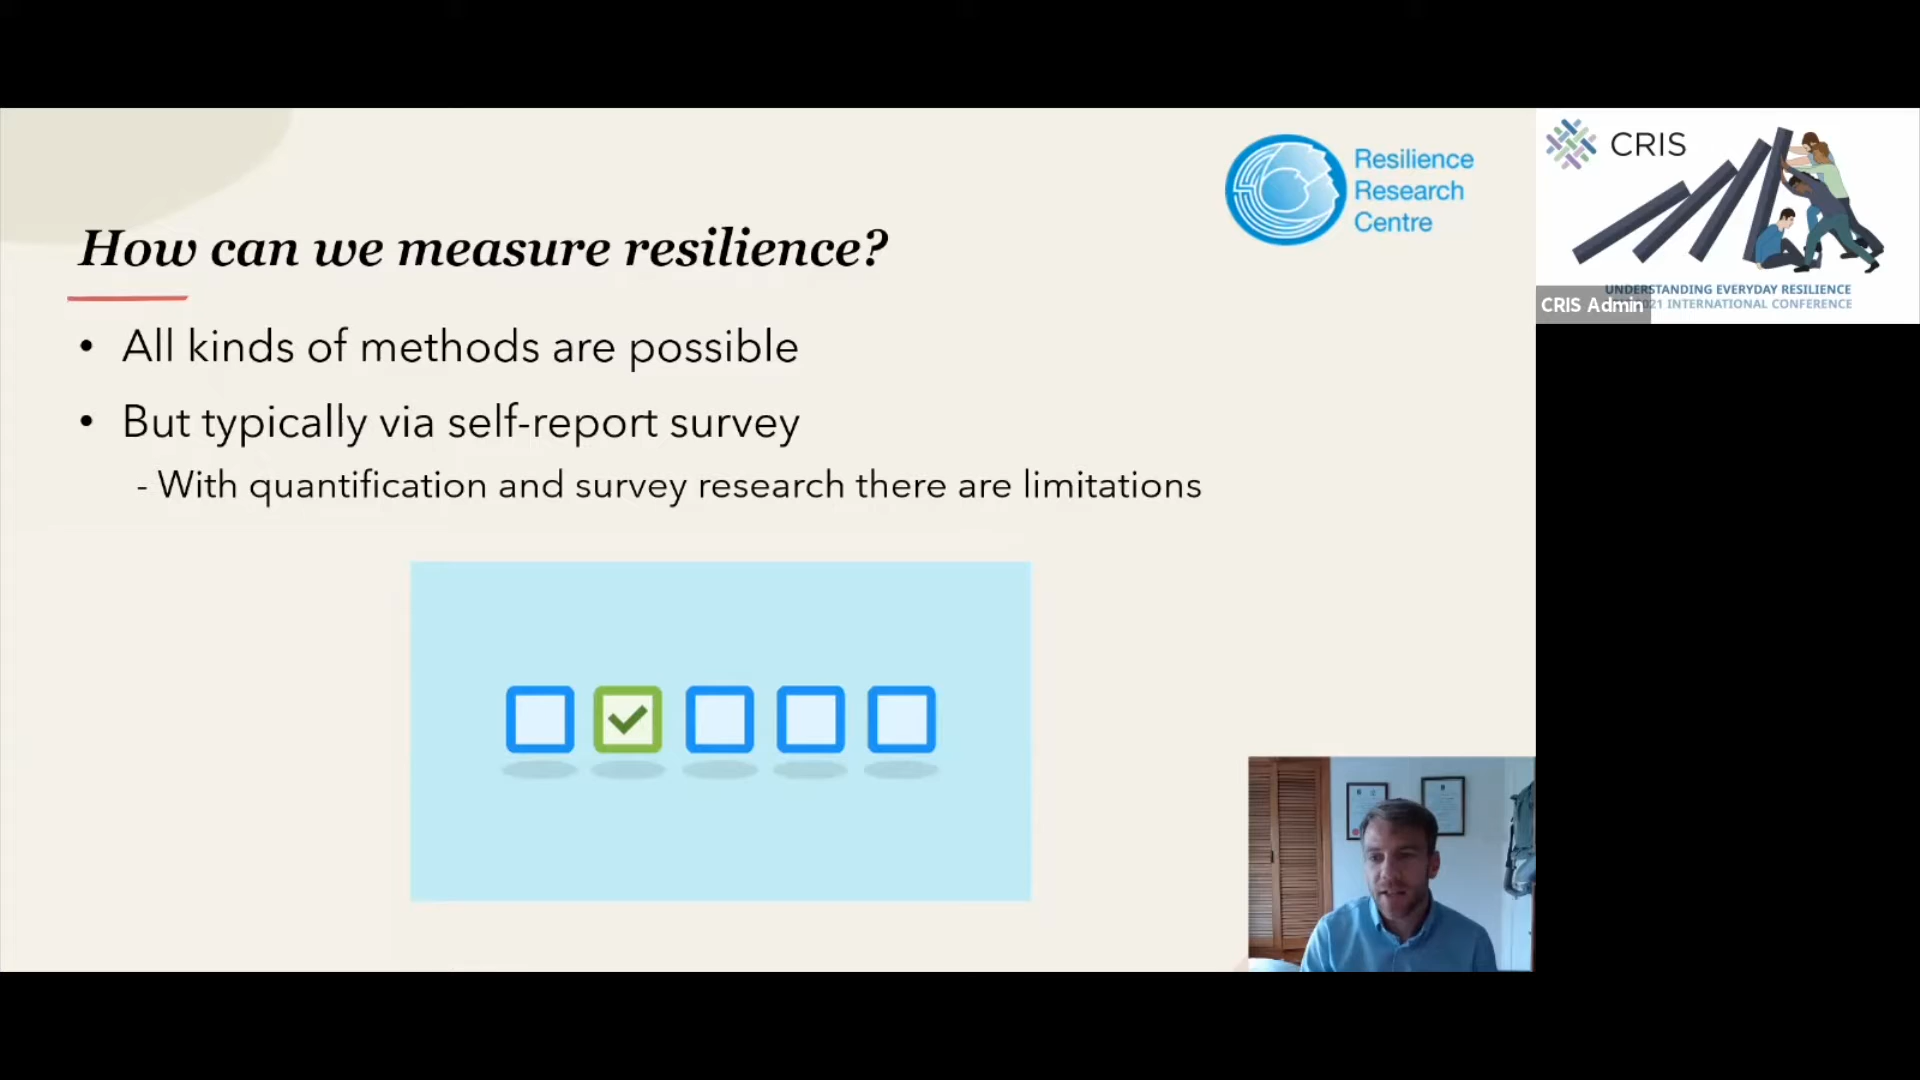 How can we measure resilience?
• All kinds of methods are possible
• But typically via self-report survey
- With quantification and survey research there are limitations
Resilience
Research
Centre
CRIS
UNDERSTANDING EVERYDAY RESILIENCE
21 INTERNATIONAL CONFERENCE
CRIS Admin